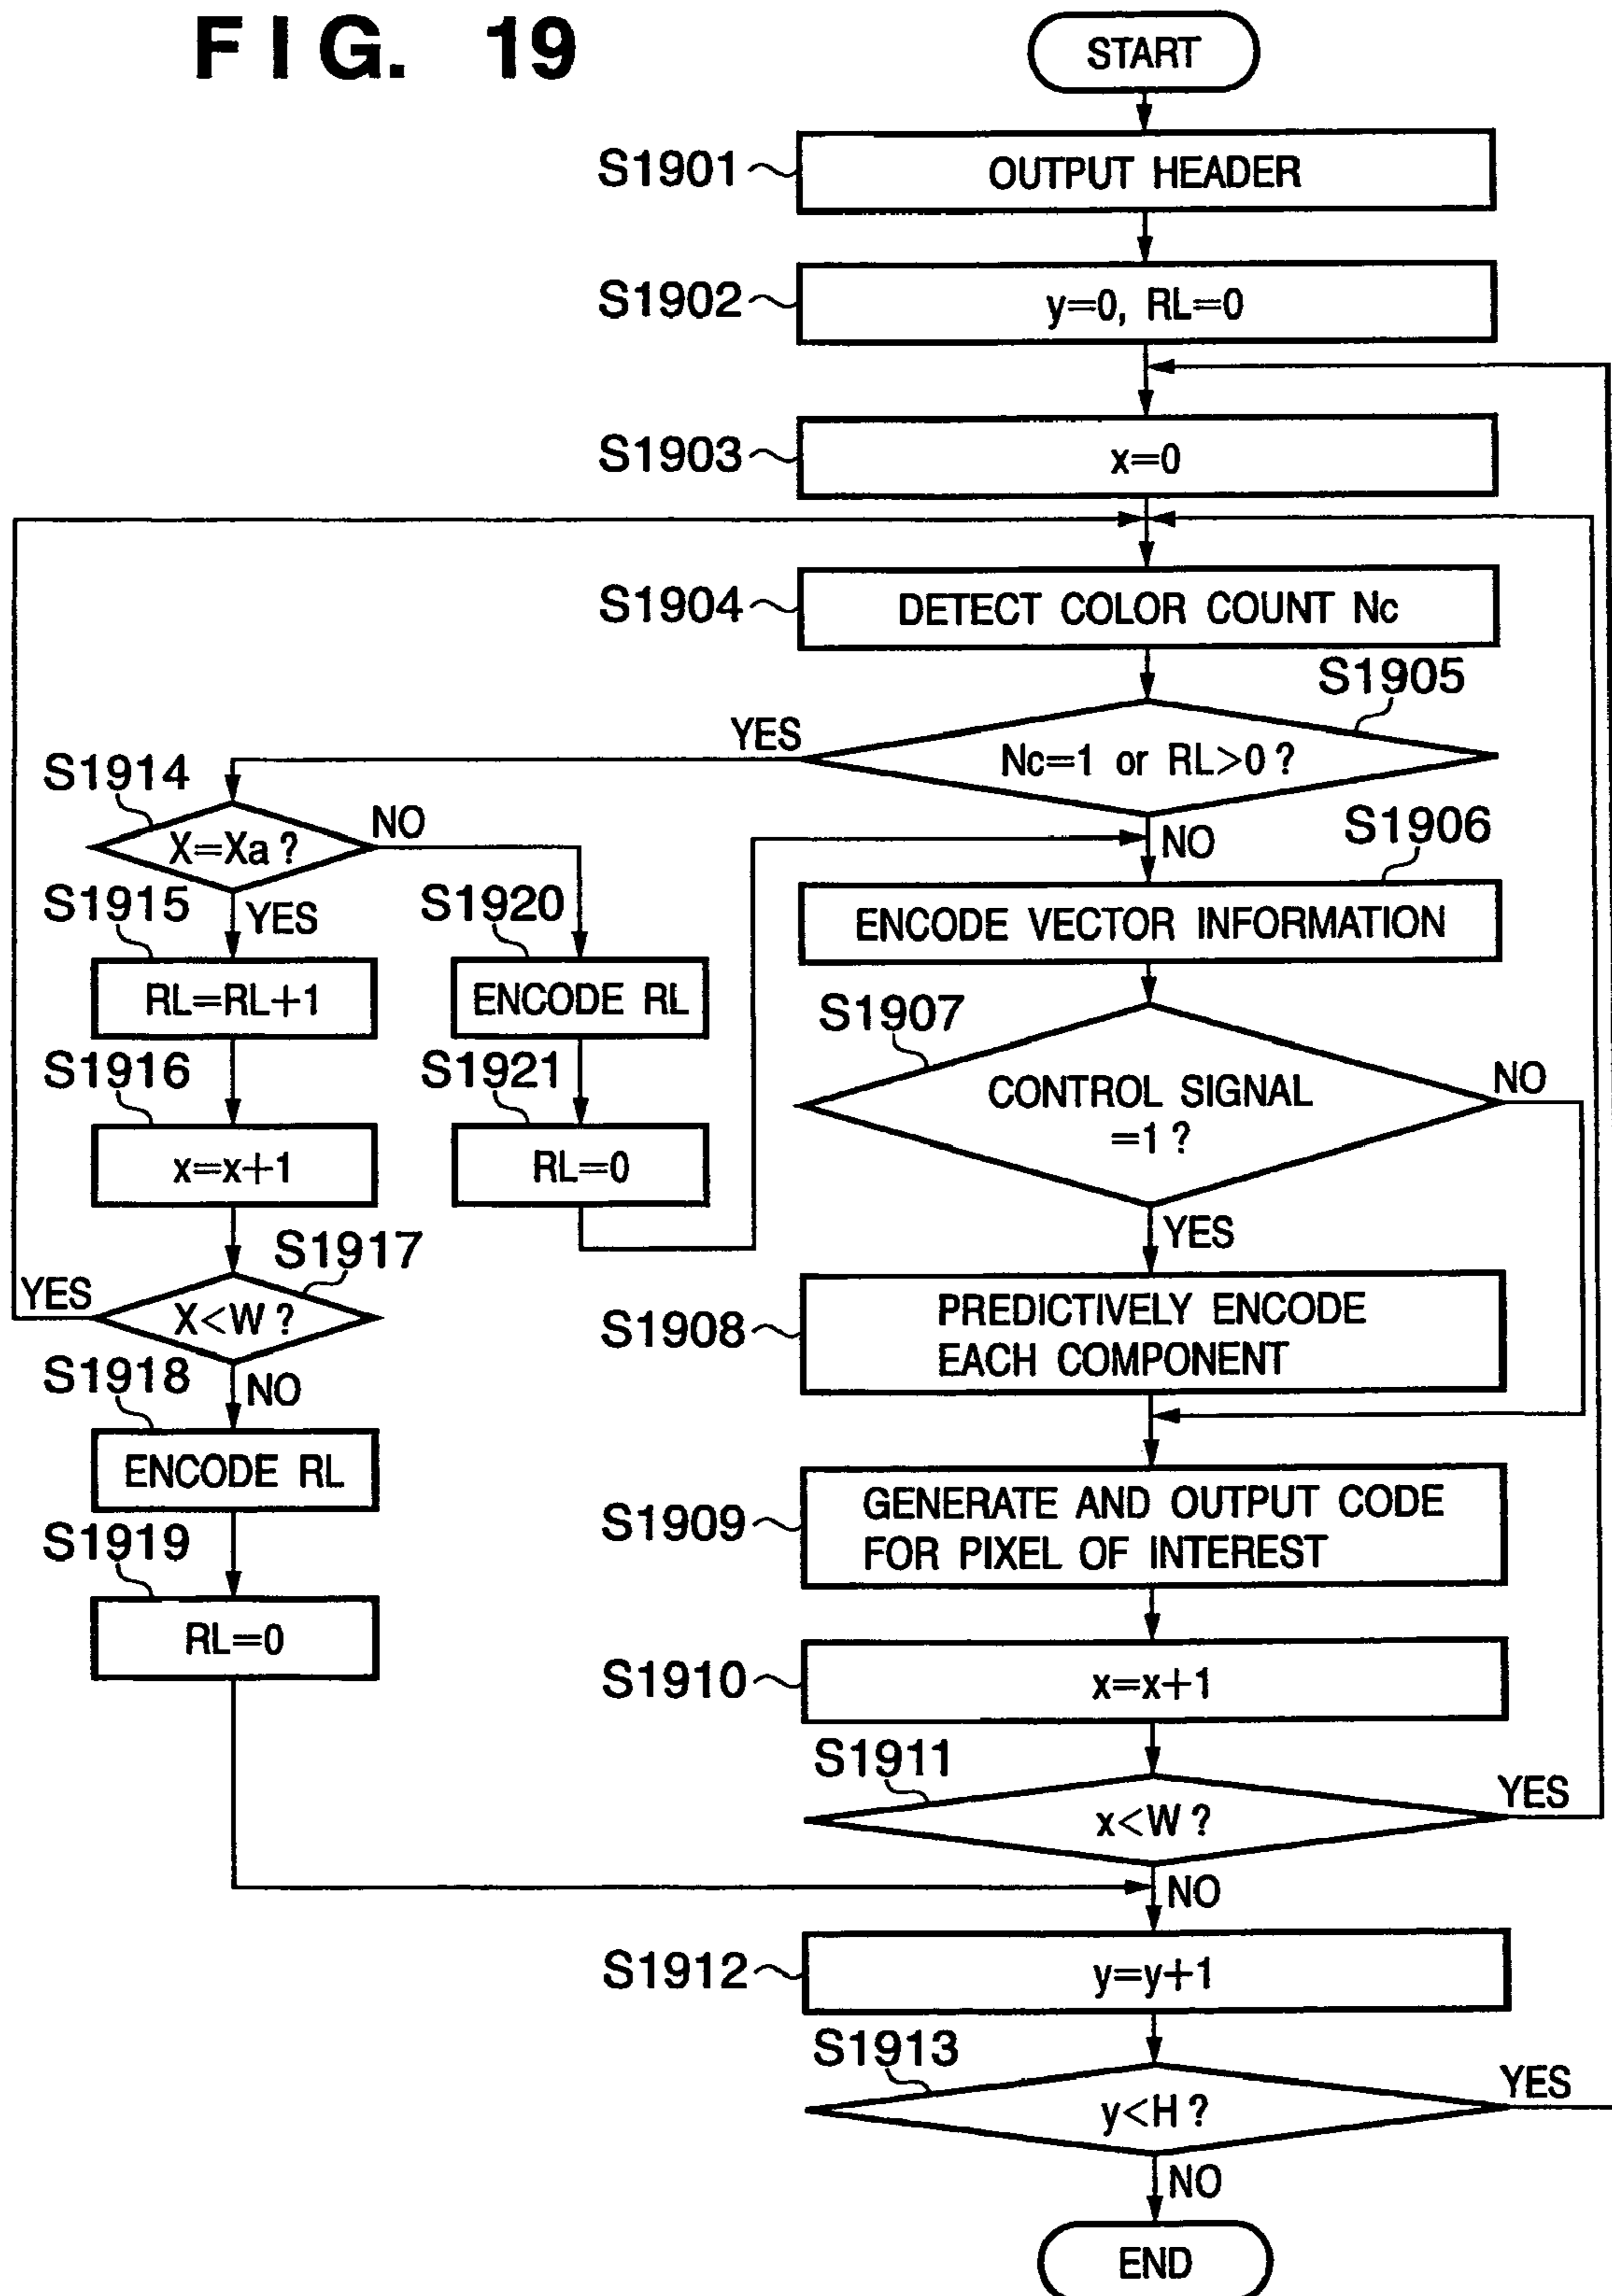 FIG. 19
START
S1901
OUTPUT HEADER
S1902
y=0, RL=0
S1903
x=0
S1904
DETECT COLOR COUNT Nc
S1905
Nc=1 or RL>0?
YES
NO
S1914
X=Xa?
NO
YES
S1915
RL=RL+1
S1916
x=x+1
S1917
X<W?
YES
NO
S1918
ENCODE RL
S1919
RL=0
S1920
ENCODE RL
S1921
RL=0
S1906
ENCODE VECTOR INFORMATION
S1907
CONTROL SIGNAL
=1?
NO
YES
S1908
PREDICTIVELY ENCODE
EACH COMPONENT
S1909
GENERATE AND OUTPUT CODE
FOR PIXEL OF INTEREST
S1910
x=x+1
S1911
x<W?
YES
NO
S1912
y=y+1
S1913
y<H?
YES
NO
END